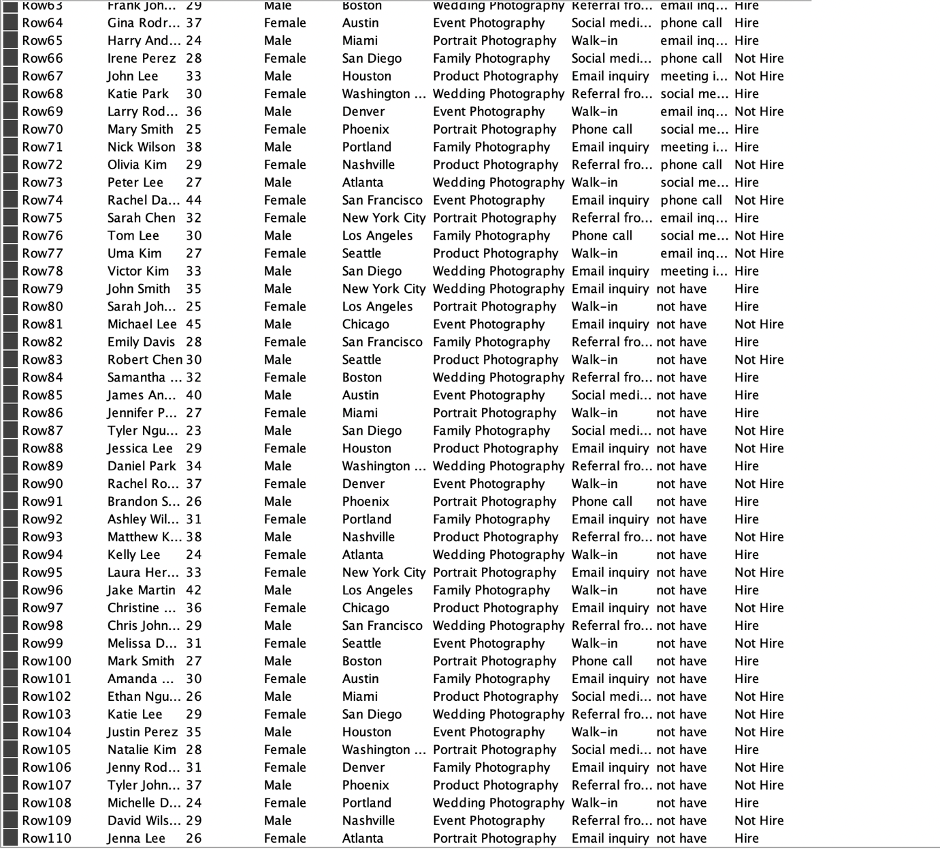 Row63 Frank Joh... 29 Male Boston Wedding Photography Referral fro... email inq... Hire
Row64 Gina Rodr... 37 Female Austin Event Photography Social medi... phone call Not Hire
Row65 Harry And... 24 Male Miami Portrait Photography Walk-in email inq... Hire
Row66 Irene Perez 28 Female San Diego Family Photography Social medi... phone call Not Hire
Row67 John Lee 33 Male Houston Product Photography Email inquiry meeting i... Not Hire
Row68 Katie Park 30 Female Washington ... Wedding Photography Referral fro... social me... Hire
Row69 Larry Rod... 36 Male Denver Event Photography Walk-in email inq... Not Hire
Row70 Mary Smith 25 Female Phoenix Portrait Photography Phone call social me... Hire
Row71 Nick Wilson 38 Male Portland Family Photography Email inquiry meeting i... Hire
Row72 Olivia Kim 29 Female Nashville Product Photography Referral fro... phone call Not Hire
Row73 Peter Lee 27 Male Atlanta Wedding Photography Walk-in social me... Hire
Row74 Rachel Da... 44 Female San Francisco Event Photography Email inquiry phone call Not Hire
Row75 Sarah Chen 32 Female New York City Portrait Photography Referral fro... email inq... Hire
Row76 Tom Lee 30 Male Los Angeles Family Photography Phone call social me... Not Hire
Row77 Uma Kim 27 Female Seattle Product Photography Walk-in email inq... Not Hire
Row78 Victor Kim 33 Male San Diego Wedding Photography Email inquiry meeting i... Hire
Row79 John Smith 35 Male New York City Wedding Photography Email inquiry not have Hire
Row80 Sarah Joh... 25 Female Los Angeles Portrait Photography Walk-in not have Hire
Row81 Michael Lee 45 Male Chicago Event Photography Email inquiry not have Not Hire
Row82 Emily Davis 28 Female San Francisco Family Photography Referral fro... not have Hire
Row83 Robert Chen 30 Male Seattle Product Photography Walk-in not have Not Hire
Row84 Samantha ... 32 Female Boston Wedding Photography Referral fro... not have Hire
Row85 James An... 40 Male Austin Event Photography Social medi... not have Hire
Row86 Jennifer P... 27 Female Miami Portrait Photography Walk-in not have Hire
Row87 Tyler Ngu... 23 Male San Diego Family Photography Social medi... not have Not Hire
Row88 Jessica Lee 29 Female Houston Product Photography Email inquiry not have Not Hire
Row89 Daniel Park 34 Male Washington ... Wedding Photography Referral fro... not have Hire
Row90 Rachel Ro... 37 Female Denver Event Photography Walk-in not have Not Hire
Row91 Brandon S... 26 Male Phoenix Portrait Photography Phone call not have Hire
Row92 Ashley Wil... 31 Female Portland Family Photography Email inquiry not have Hire
Row93 Matthew K... 38 Male Nashville Product Photography Referral fro... not have Not Hire
Row94 Kelly Lee 24 Female Atlanta Wedding Photography Walk-in not have Hire
Row95 Laura Her... 33 Female New York City Portrait Photography Email inquiry not have Not Hire
Row96 Jake Martin 42 Male Los Angeles Family Photography Walk-in not have Hire
Row97 Christine ... 36 Female Chicago Product Photography Email inquiry not have Not Hire
Row98 Chris John... 29 Male San Francisco Wedding Photography Referral fro... not have Hire
Row99 Melissa D... 31 Female Seattle Event Photography Walk-in not have Not Hire
Row100 Mark Smith 27 Male Boston Portrait Photography Phone call not have Hire
Row101 Amanda ... 30 Female Austin Family Photography Email inquiry not have Hire
Row102 Ethan Ngu... 26 Male Miami Product Photography Social medi... not have Not Hire
Row103 Katie Lee 29 Female San Diego Wedding Photography Referral fro... not have Hire
Row104 Justin Perez 35 Male Houston Event Photography Walk-in not have Not Hire
Row105 Natalie Kim 28 Female Washington ... Portrait Photography Social medi... not have Hire
Row106 Jenny Rod... 31 Female Denver Family Photography Email inquiry not have Not Hire
Row107 Tyler John... 37 Male Phoenix Product Photography Referral fro... not have Not Hire
Row108 Michelle D... 24 Female Portland Wedding Photography Walk-in not have Hire
Row109 David Wils... 29 Male Nashville Event Photography Referral fro... not have Not Hire
Row110 Jenna Lee 26 Female Atlanta Portrait Photography Email inquiry not have Hire